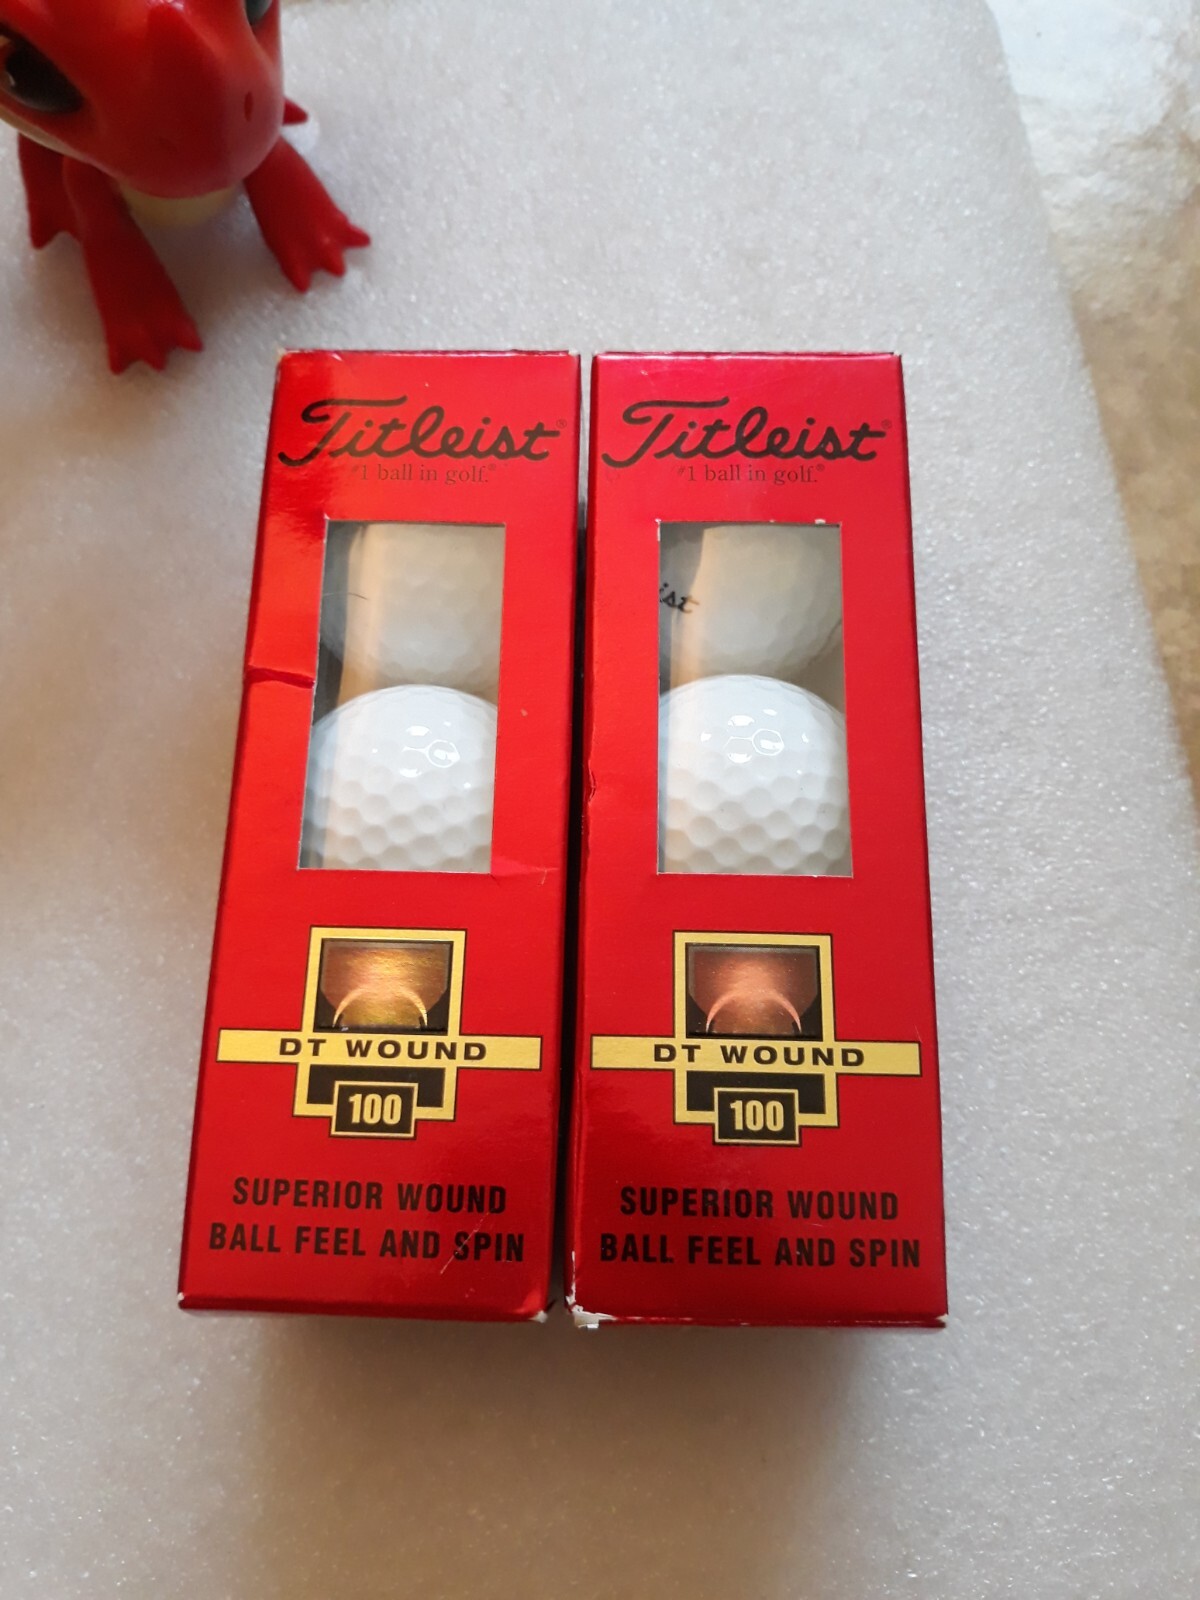 Titleist®
#1 ball in golf.®
DT WOUND
100
SUPERIOR WOUND
BALL FEEL AND SPIN
Titleist®
#1 ball in golf.®
ist
DT WOUND
100
SUPERIOR WOUND
BALL FEEL AND SPIN